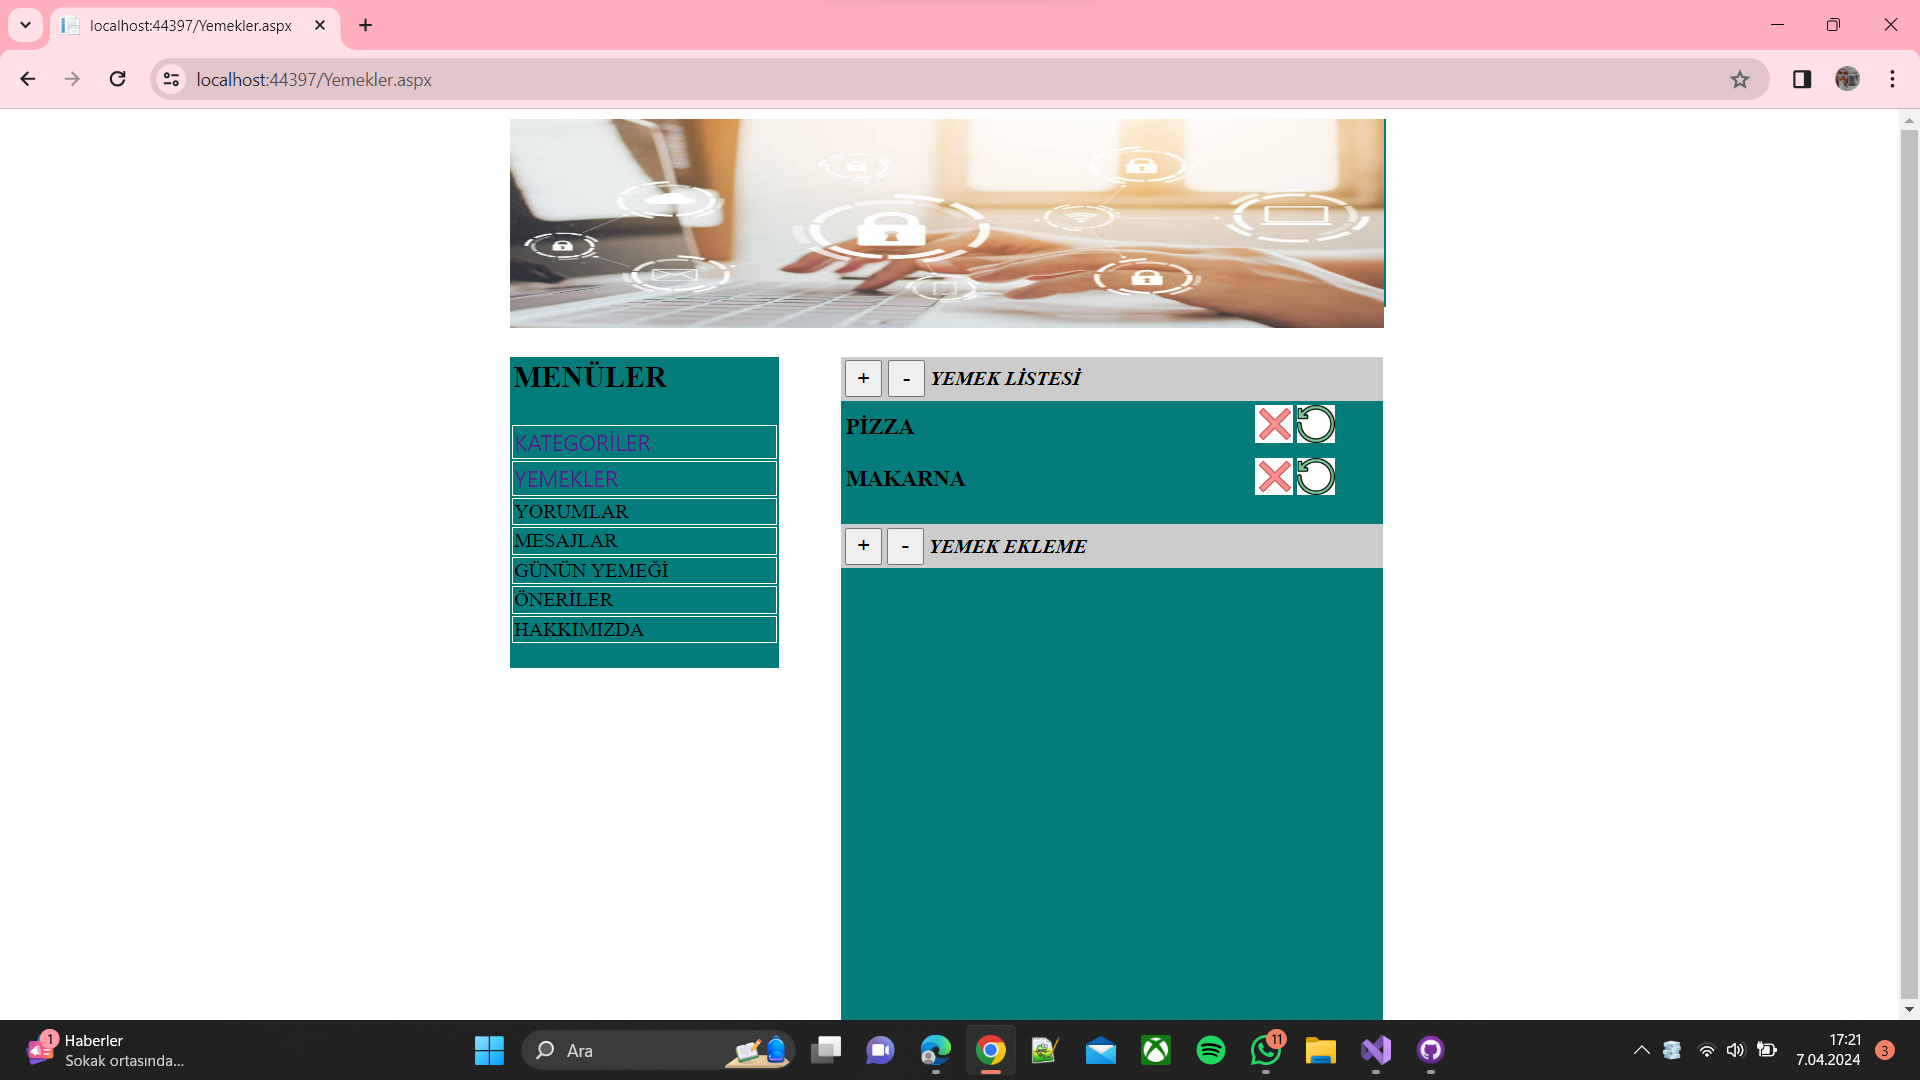 localhost:44397/Yemekler.aspx
localhost:44397/Yemekler.aspx
MENÜLER
KATEGORİLER
YEMEKLER
YORUMLAR
MESAJLAR
GÜNÜN YEMEĞİ
ÖNERİLER
HAKKIMIZDA
+ - YEMEK LİSTESİ
PİZZA
MAKARNA
+ - YEMEK EKLEME
1
Haberler
Sokak ortasında...
Ara
11
17:21
7.04.2024
3